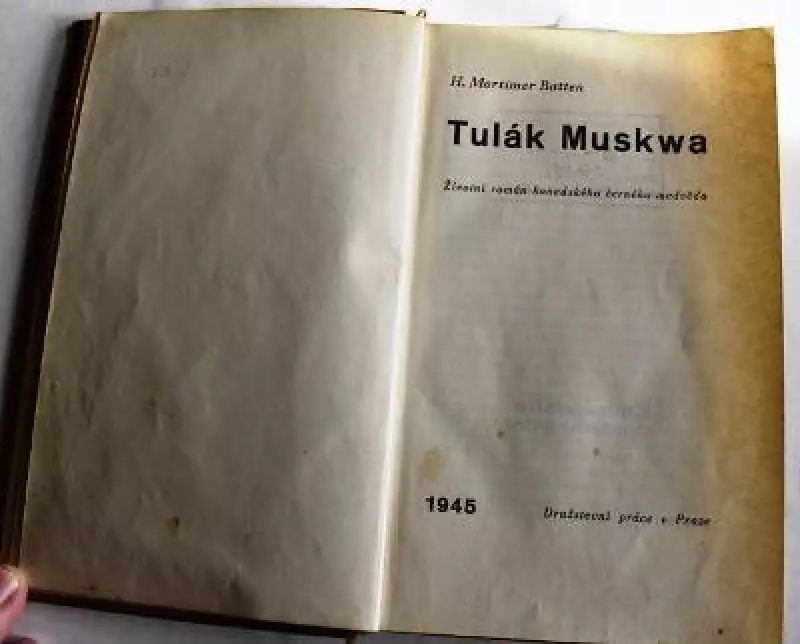 H. Mortimer Batten
Tulák Muskwa
Životní román kanadského černého medvěda
1945 Družstevní práce v Praze